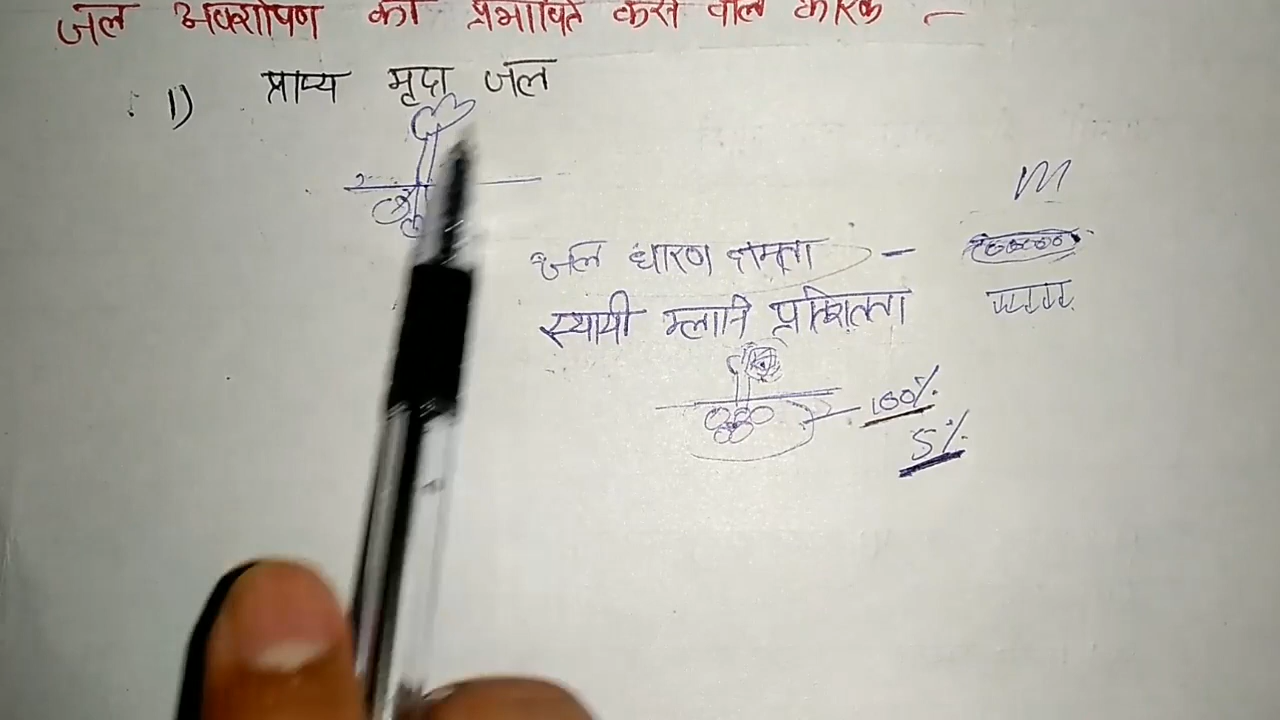 जल अवशोषण को प्रभावित करने वाले कारक –
1) प्राप्य मृदा जल
जल धारण क्षमता –
स्थायी म्लानि प्रतिशतता
100%
5%